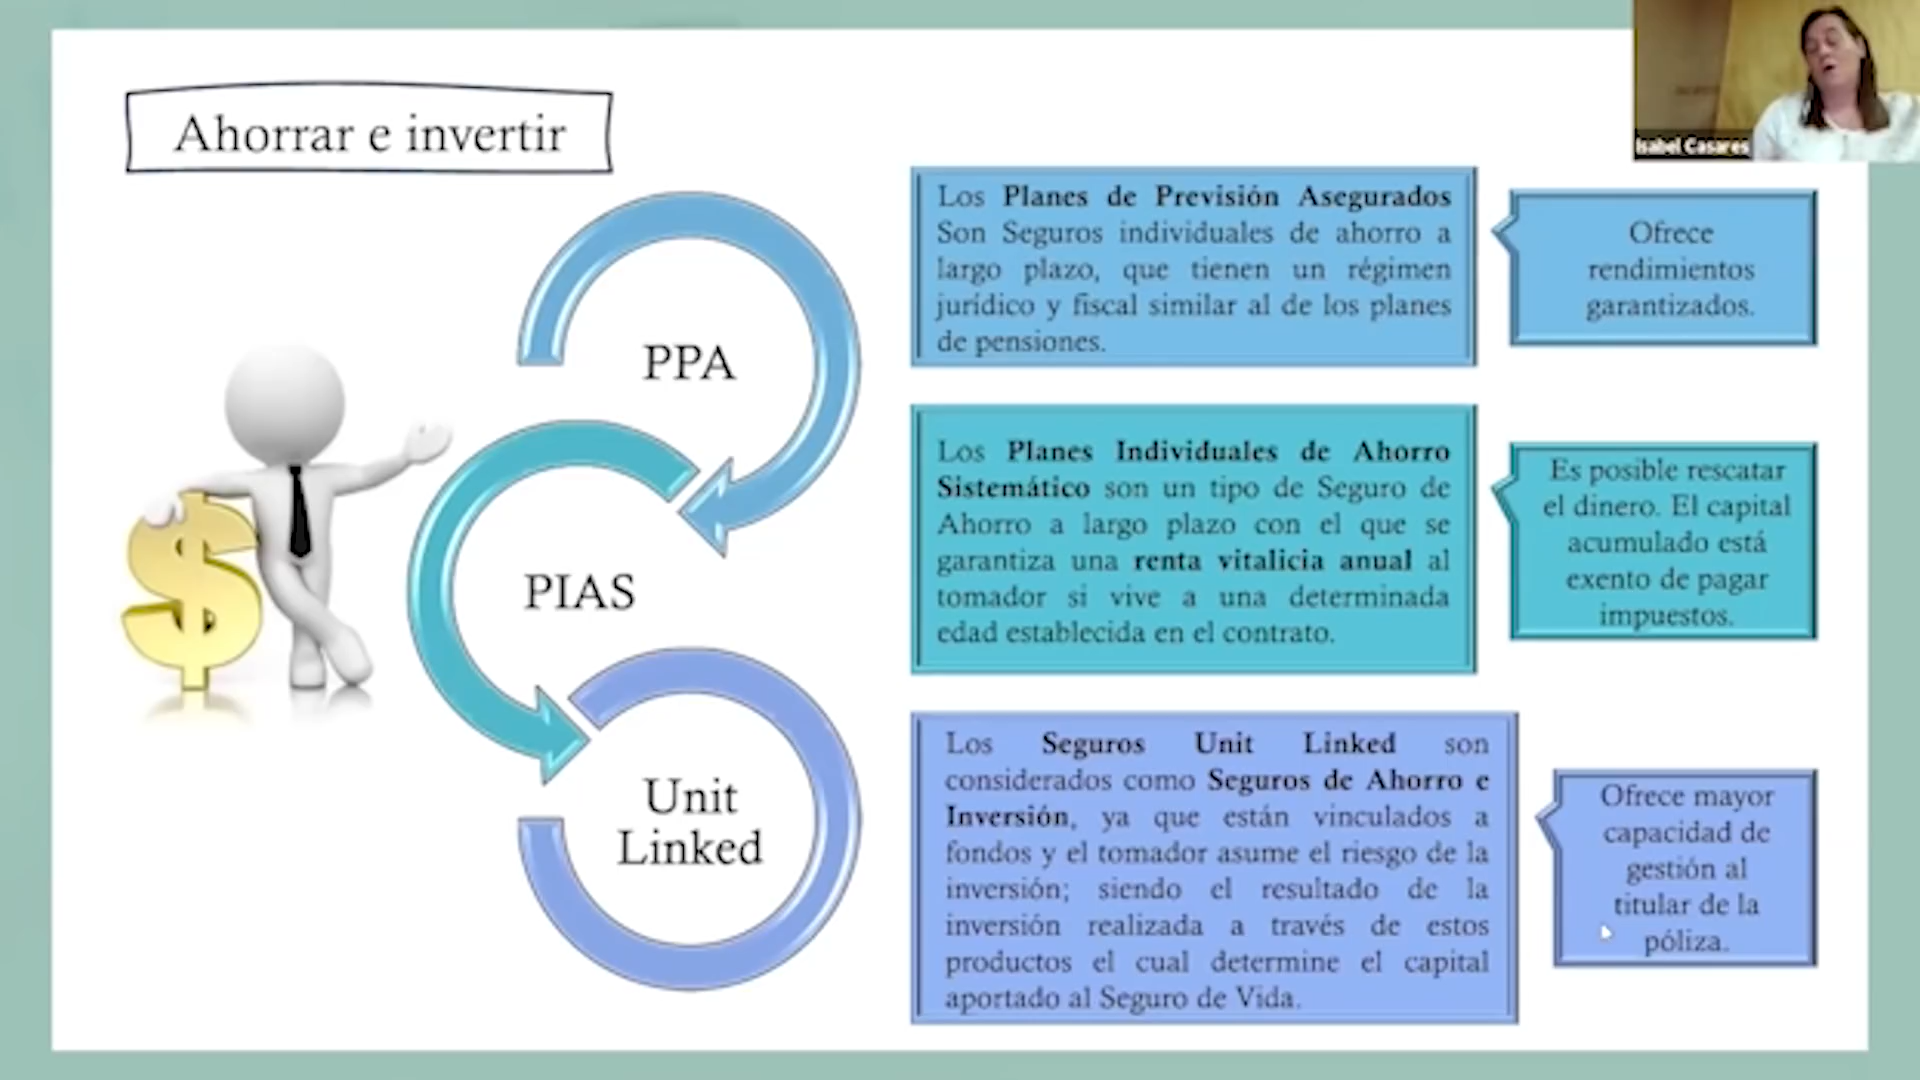 Ahorrar e invertir
Isabel Casares
PPA
Los Planes de Previsión Asegurados
Son Seguros individuales de ahorro a
largo plazo, que tienen un régimen
jurídico y fiscal similar al de los planes
de pensiones.
Ofrece
rendimientos
garantizados.
PIAS
Los Planes Individuales de Ahorro
Sistemático son un tipo de Seguro de
Ahorro a largo plazo con el que se
garantiza una renta vitalicia anual al
tomador si vive a una determinada
edad establecida en el contrato.
Es posible rescatar
el dinero. El capital
acumulado está
exento de pagar
impuestos.
Unit
Linked
Los Seguros Unit Linked son
considerados como Seguros de Ahorro e
Inversión, ya que están vinculados a
fondos y el tomador asume el riesgo de la
inversión; siendo el resultado de la
inversión realizada a través de estos
productos el cual determine el capital
aportado al Seguro de Vida.
Ofrece mayor
capacidad de
gestión al
titular de la
póliza.